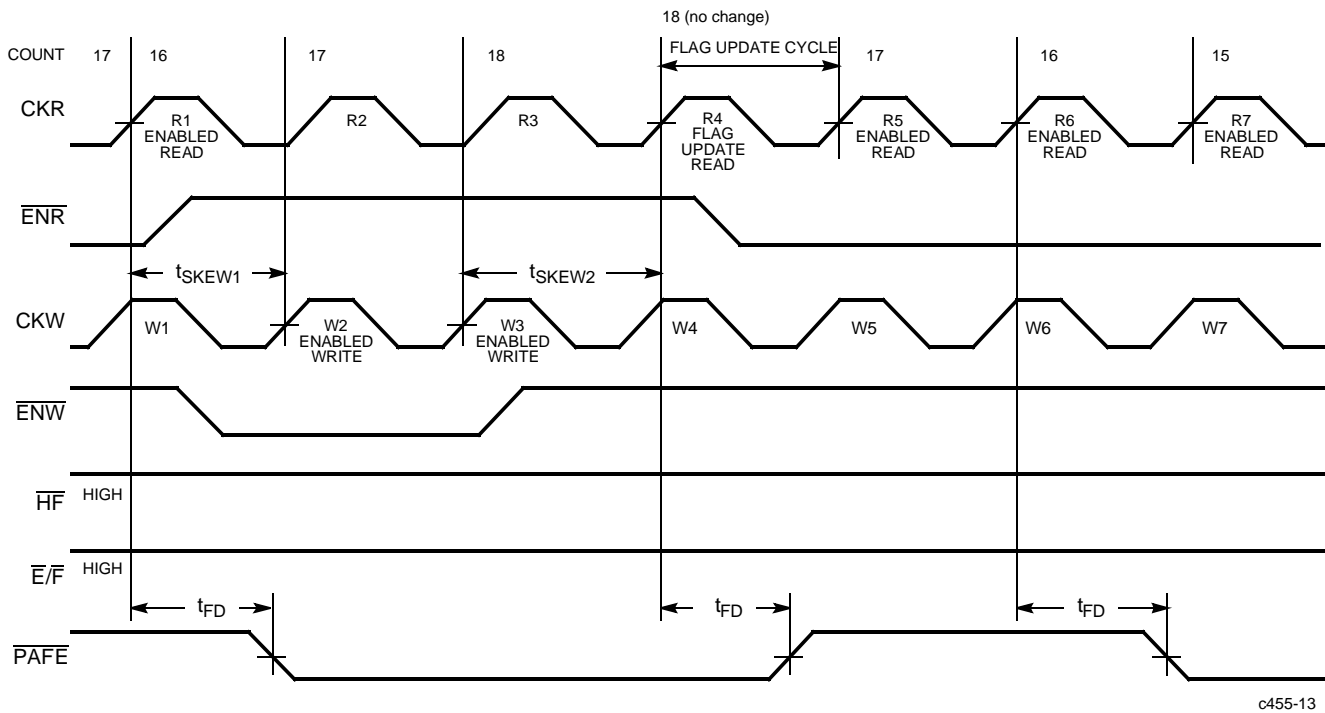 18 (no change)
COUNT 17 16 17 18 FLAG UPDATE CYCLE 17 16 15
CKR
R1
ENABLED
READ
R2
R3
R4
FLAG
UPDATE
READ
R5
ENABLED
READ
R6
ENABLED
READ
R7
ENABLED
READ
ENR
tSKEW1 tSKEW2
CKW
W1
W2
ENABLED
WRITE
W3
ENABLED
WRITE
W4
W5
W6
W7
ENW
HF HIGH
E/F HIGH
tFD tFD tFD
PAFE
c455-13